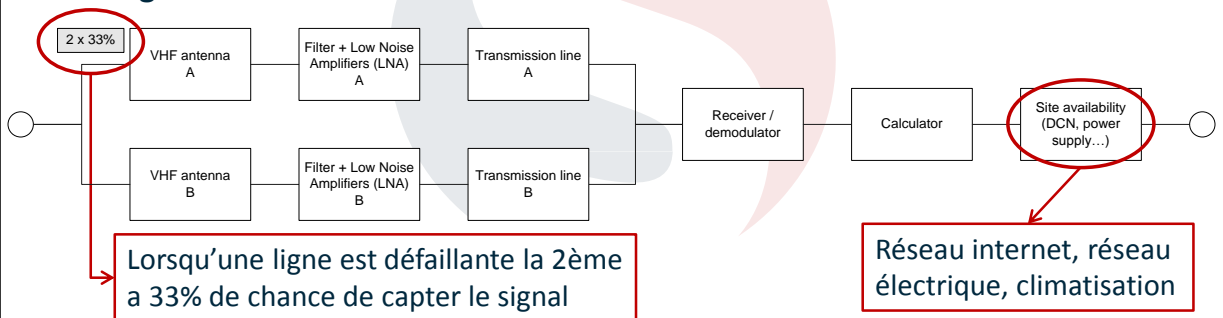 2 x 33%
VHF antenna
A
Filter + Low Noise
Amplifiers (LNA)
A
Transmission line
A
VHF antenna
B
Filter + Low Noise
Amplifiers (LNA)
B
Transmission line
B
Receiver /
demodulator
Calculator
Site availability
(DCN, power
supply…)
Lorsqu’une ligne est défaillante la 2ème
a 33% de chance de capter le signal
Réseau internet, réseau
électrique, climatisation